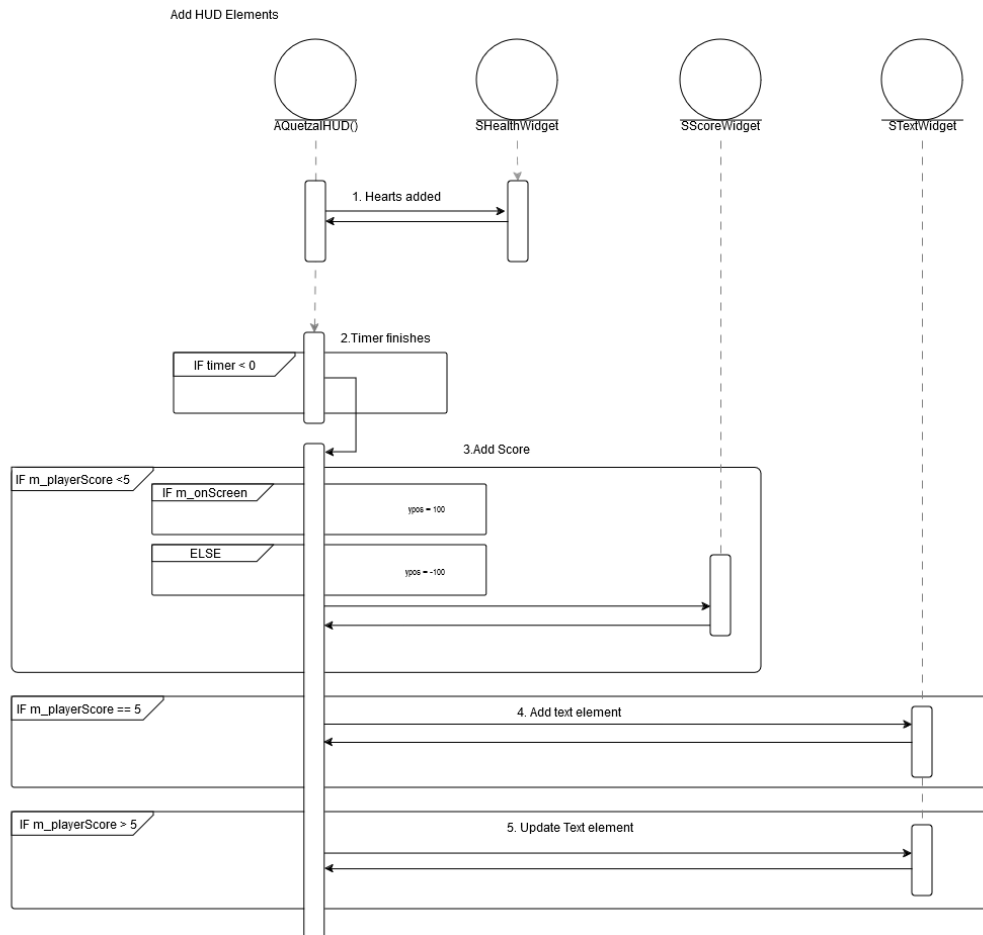 Add HUD Elements
AQuetzalHUD()
SHealthWidget
SScoreWidget
STextWidget
1. Hearts added
2.Timer finishes
IF timer < 0
3.Add Score
IF m_playerScore <5
IF m_onScreen
ypos = 100
ELSE
ypos = -100
IF m_playerScore == 5
4. Add text element
IF m_playerScore > 5
5. Update Text element